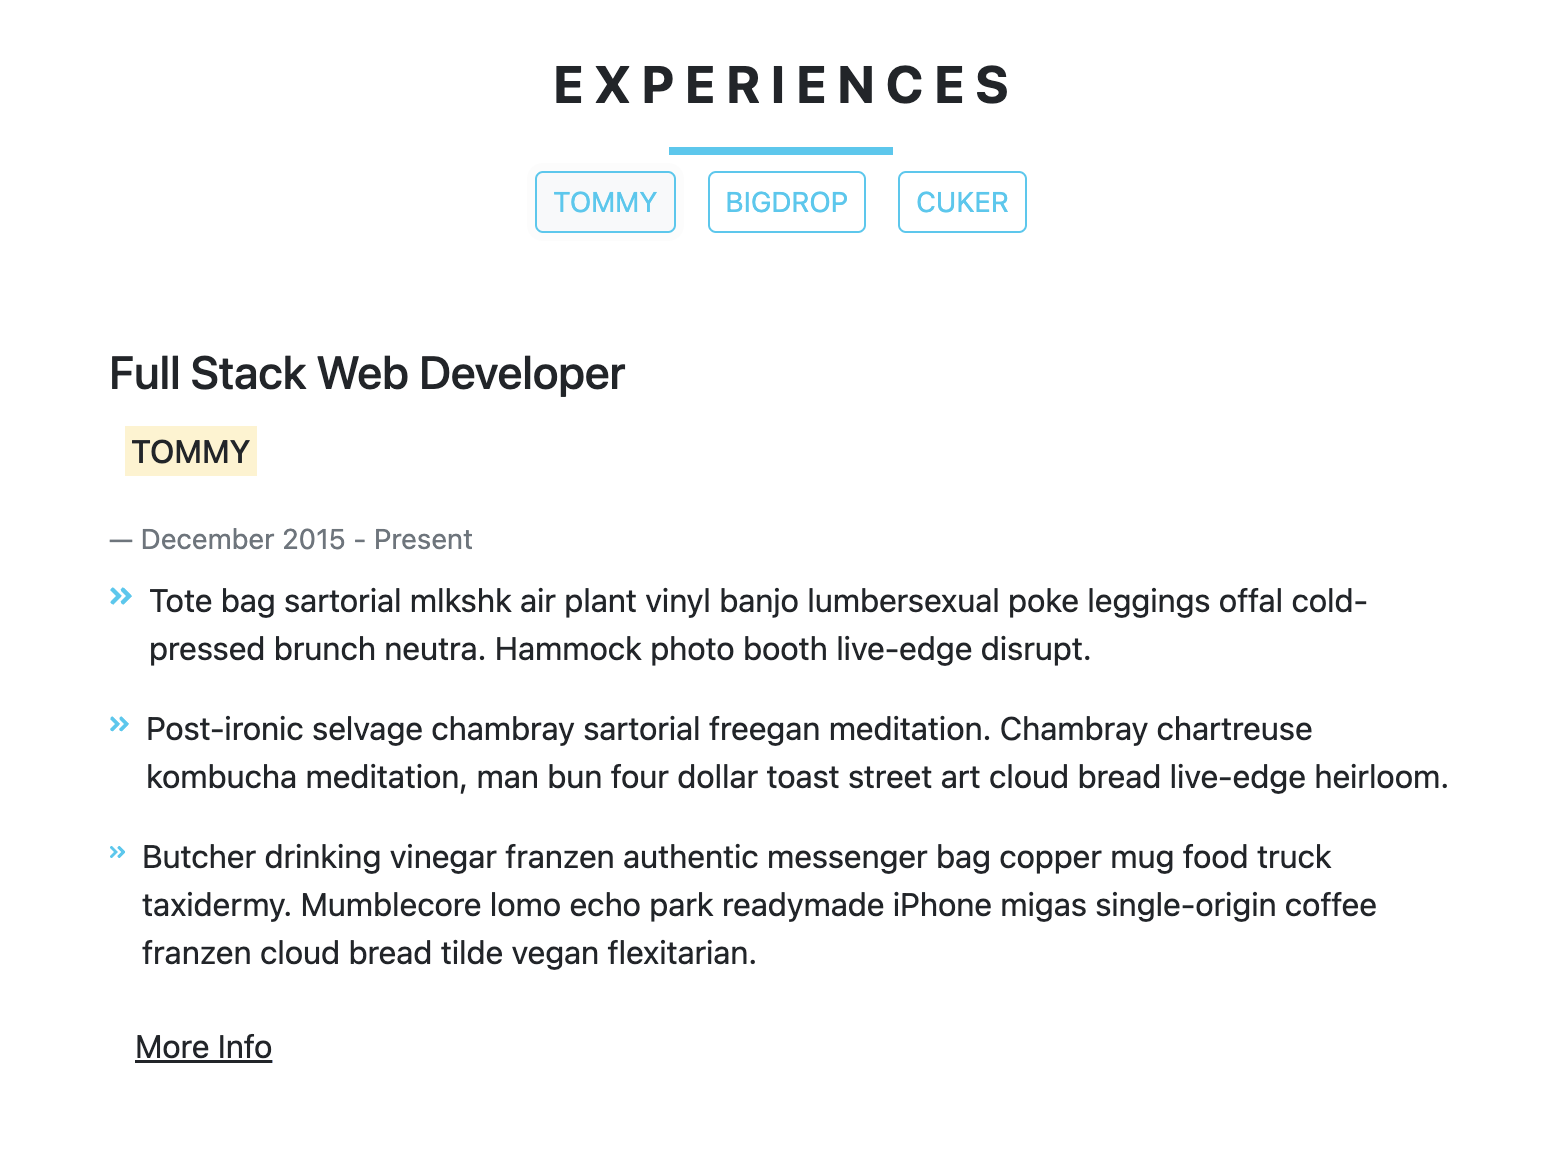 EXPERIENCES
TOMMY BIGDROP CUKER
Full Stack Web Developer
TOMMY
— December 2015 - Present
» Tote bag sartorial mlkshk air plant vinyl banjo lumbersexual poke leggings offal cold-
pressed brunch neutra. Hammock photo booth live-edge disrupt.
» Post-ironic selvage chambray sartorial freegan meditation. Chambray chartreuse
kombucha meditation, man bun four dollar toast street art cloud bread live-edge heirloom.
» Butcher drinking vinegar franzen authentic messenger bag copper mug food truck
taxidermy. Mumblecore lomo echo park readymade iPhone migas single-origin coffee
franzen cloud bread tilde vegan flexitarian.
More Info